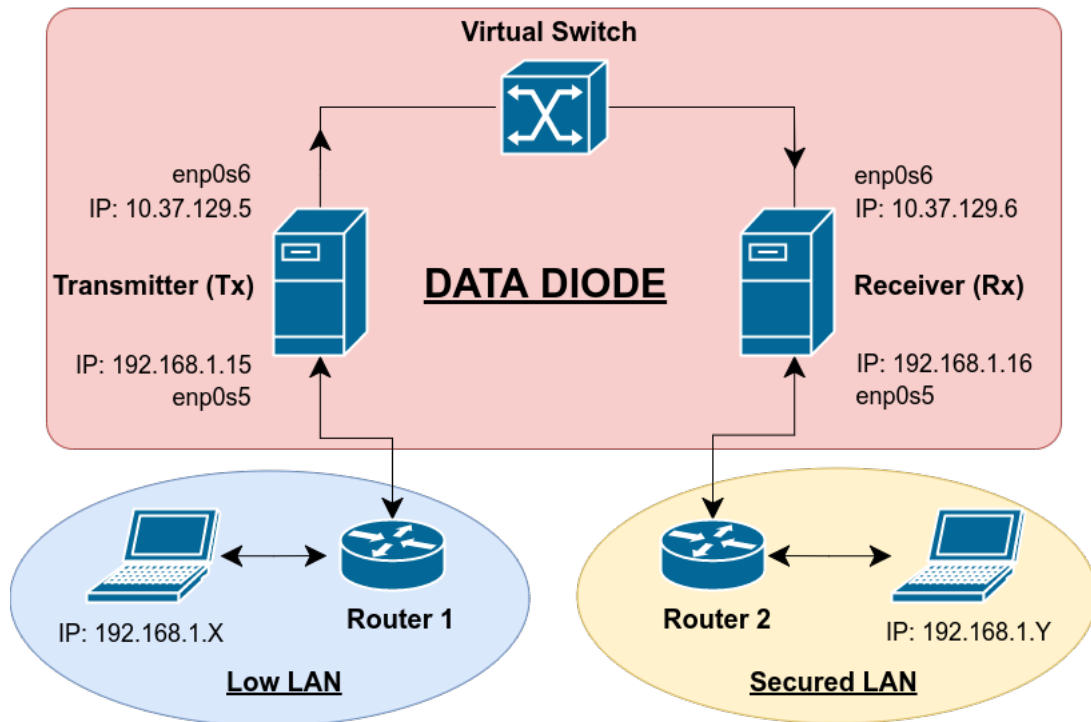 Virtual Switch
enp0s6
IP: 10.37.129.5
enp0s6
IP: 10.37.129.6
Transmitter (Tx)
DATA DIODE
Receiver (Rx)
IP: 192.168.1.15
enp0s5
IP: 192.168.1.16
enp0s5
Router 1
IP: 192.168.1.X
Low LAN
Router 2
IP: 192.168.1.Y
Secured LAN